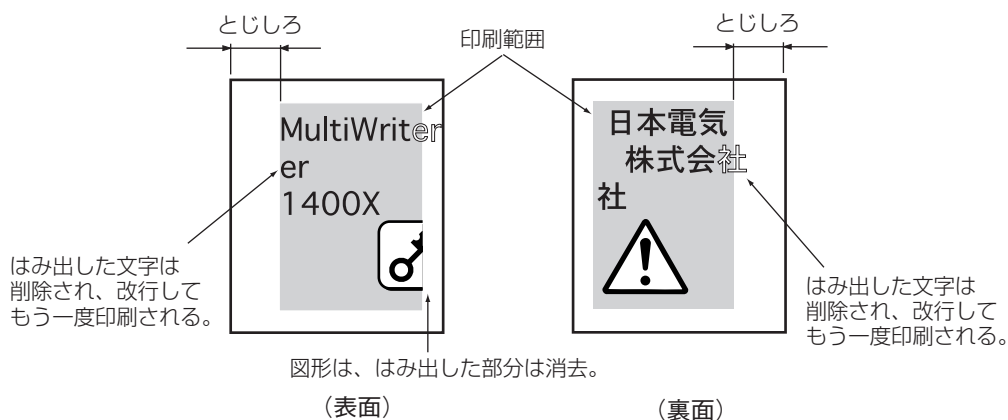 とじしろ
とじしろ
印刷範囲
MultiWriter
er
1400X
日本電気
株式会社
社
はみ出した文字は
削除され、改行して
もう一度印刷される。
はみ出した文字は
削除され、改行して
もう一度印刷される。
図形は、はみ出した部分は消去。
（表面）
（裏面）